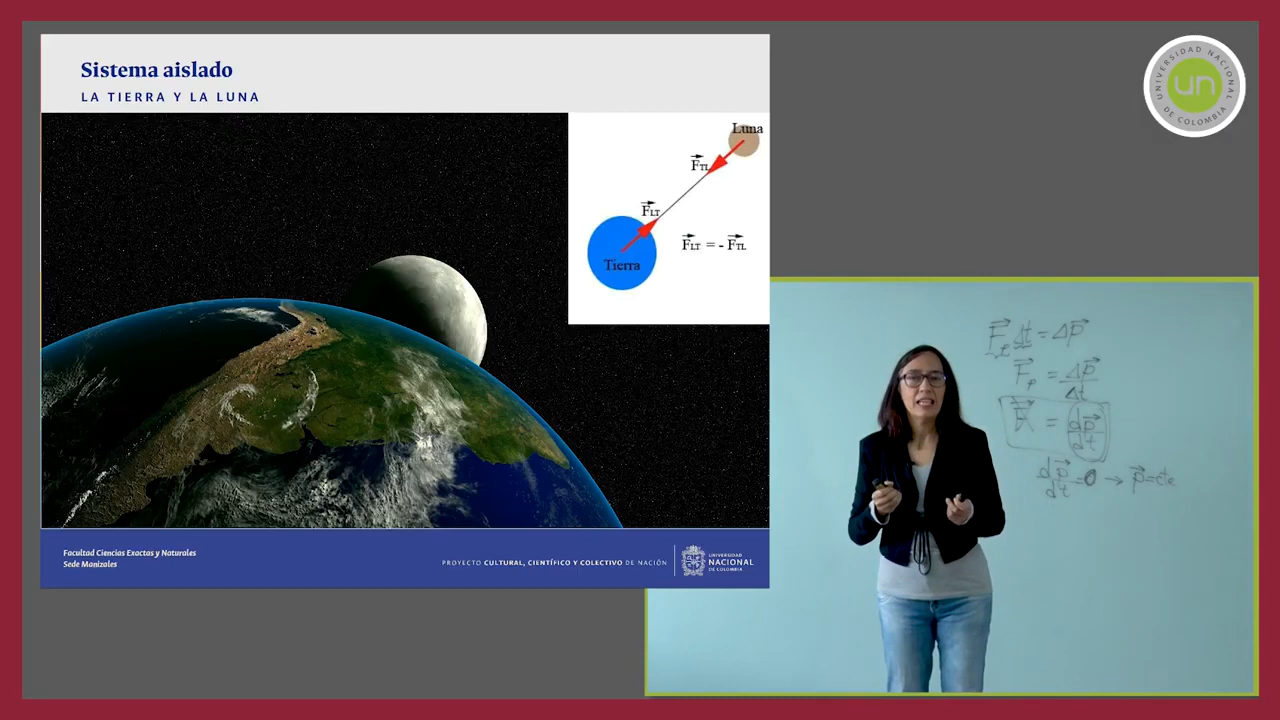 Sistema aislado
LA TIERRA Y LA LUNA
Luna
F⃗TL
F⃗LT
F⃗LT = - F⃗TL
Tierra
Facultad Ciencias Exactas y Naturales
Sede Manizales
PROYECTO CULTURAL, CIENTÍFICO Y COLECTIVO DE NACIÓN
UNIVERSIDAD
NACIONAL
DE COLOMBIA
UNIVERSIDAD NACIONAL
DE COLOMBIA
un
Δt = Δp⃗
= Δp⃗
Δt
= dp⃗
dt
dp⃗
dt = 0 → p⃗ = cte